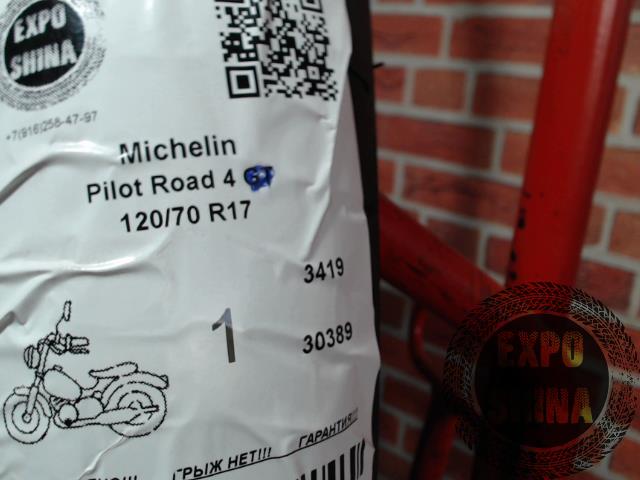 EXPO
SHINA
+7(916)258-47-97
Michelin
Pilot Road 4
120/70 R17
3419
1
30389
ГРЫЖ НЕТ!!! ГАРАНТИЯ!!!
EXPO
SHINA